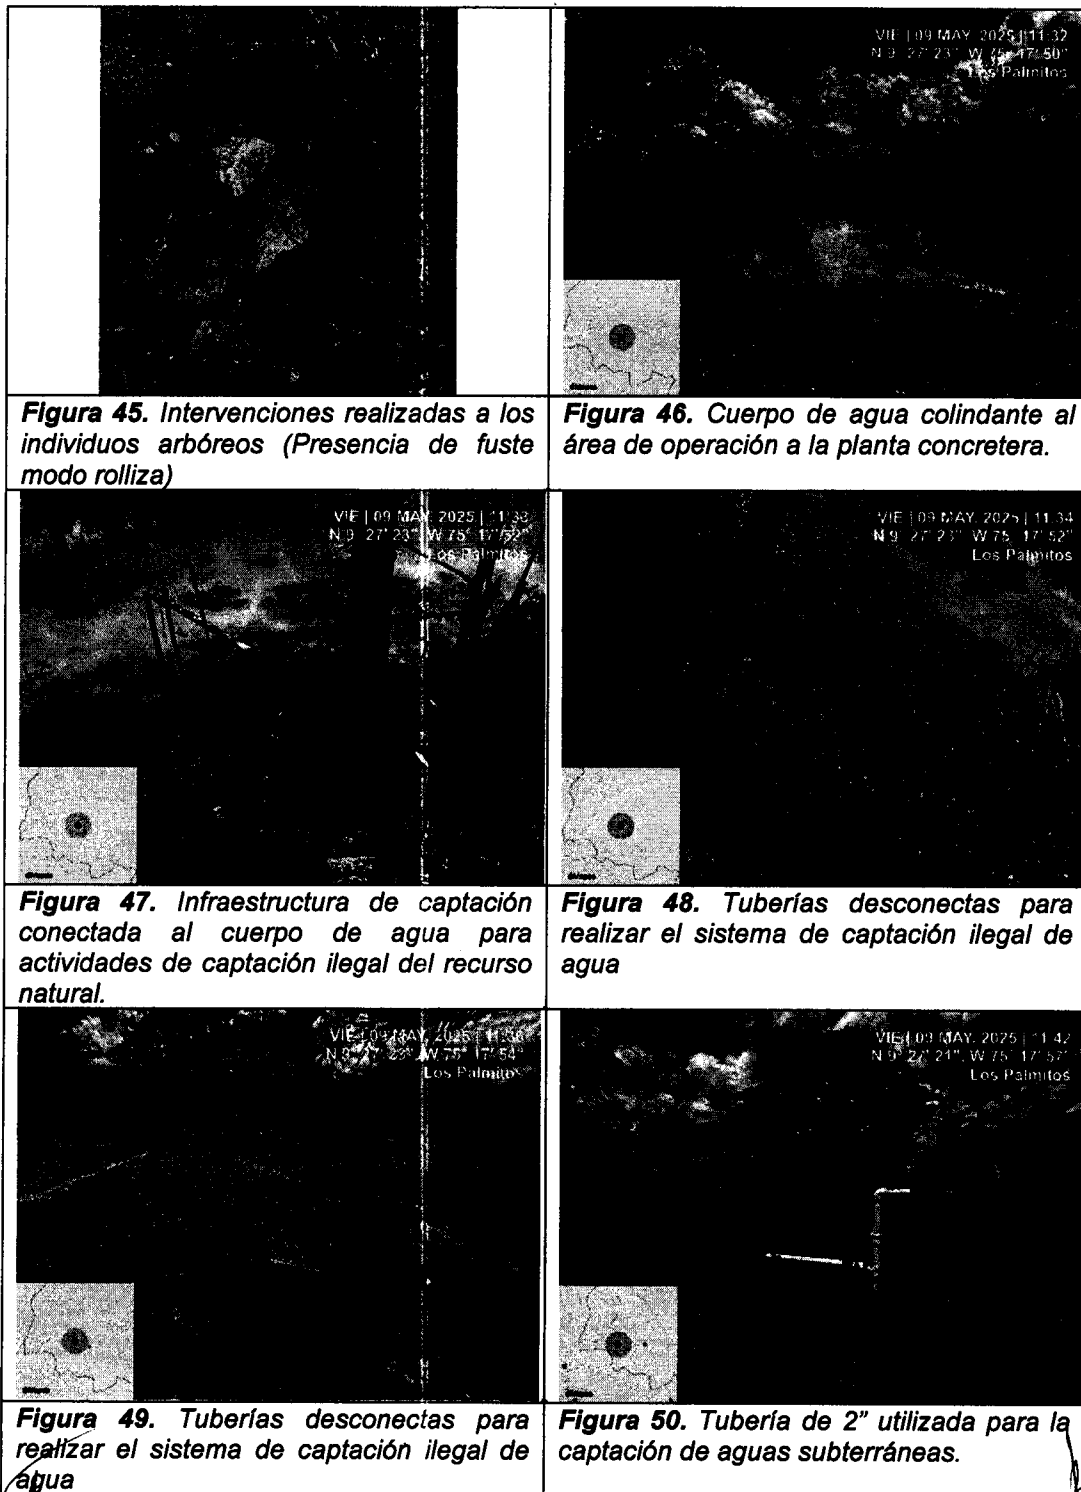 VIE | 09 MAY. 2025 | 11:32
N 9° 27' 23", W 75° 17' 50"
Los Palmitos
Figura 45. Intervenciones realizadas a los
individuos arbóreos (Presencia de fuste
modo rolliza)
Figura 46. Cuerpo de agua colindante al
área de operación a la planta concretera.
VIE | 09 MAY. 2025 | 11:33
N 9° 27' 23", W 75° 17' 52"
Los Palmitos
VIE | 09 MAY. 2025 | 11:34
N 9° 27' 23", W 75° 17' 52"
Los Palmitos
Figura 47. Infraestructura de captación
conectada al cuerpo de agua para
actividades de captación ilegal del recurso
natural.
Figura 48. Tuberías desconectas para
realizar el sistema de captación ilegal de
agua
VIE | 09 MAY. 2025 |
N 9° 27' 23", W 75° 17' 54"
Los Palmitos
VIE | 09 MAY. 2025 | 11:42
N 9° 27' 21", W 75° 17' 57"
Los Palmitos
Figura 49. Tuberías desconectas para
realizar el sistema de captación ilegal de
agua
Figura 50. Tubería de 2" utilizada para la
captación de aguas subterráneas.